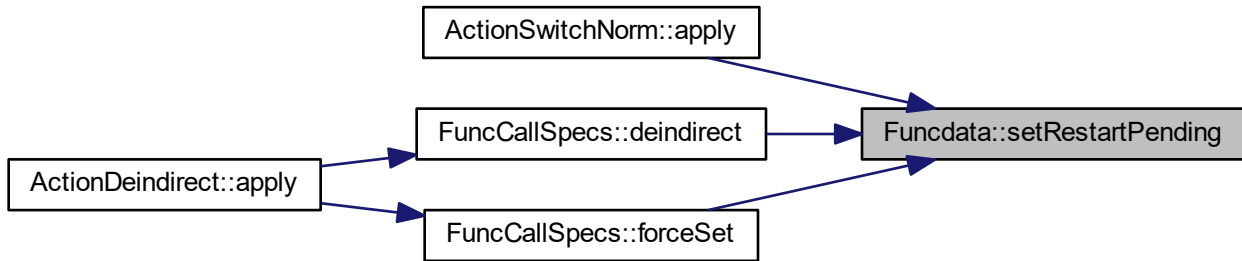 ActionSwitchNorm::apply
FuncCallSpecs::deindirect
Funcdata::setRestartPending
ActionDeindirect::apply
FuncCallSpecs::forceSet